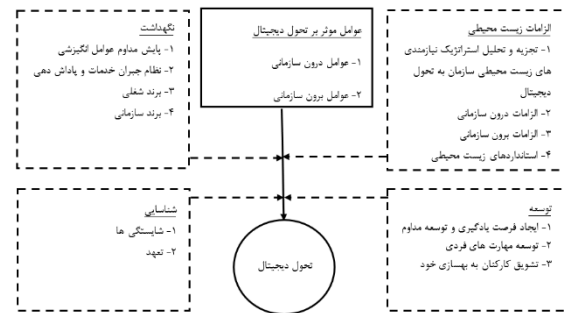 الزامات زیست محیطی
۱- تجزیه و تحلیل استراتژیک نیازمندی
های زیست محیطی سازمان به تحول
دیجیتال
۲- الزامات درون سازمانی
۳- الزامات برون سازمانی
۴- استانداردهای زیست محیطی
عوامل موثر بر تحول دیجیتال
۱- عوامل درون سازمانی
۲- عوامل برون سازمانی
نگهداشت
۱- پایش مداوم عوامل انگیزشی
۲- نظام جبران خدمات و پاداش دهی
۳- برند شغلی
۴- برند سازمانی
توسعه
۱- ایجاد فرصت یادگیری و توسعه مداوم
۲- توسعه مهارت های فردی
۳- تشویق کارکنان به بهسازی خود
تحول دیجیتال
شناسایی
۱- شایستگی ها
۲- تعهد